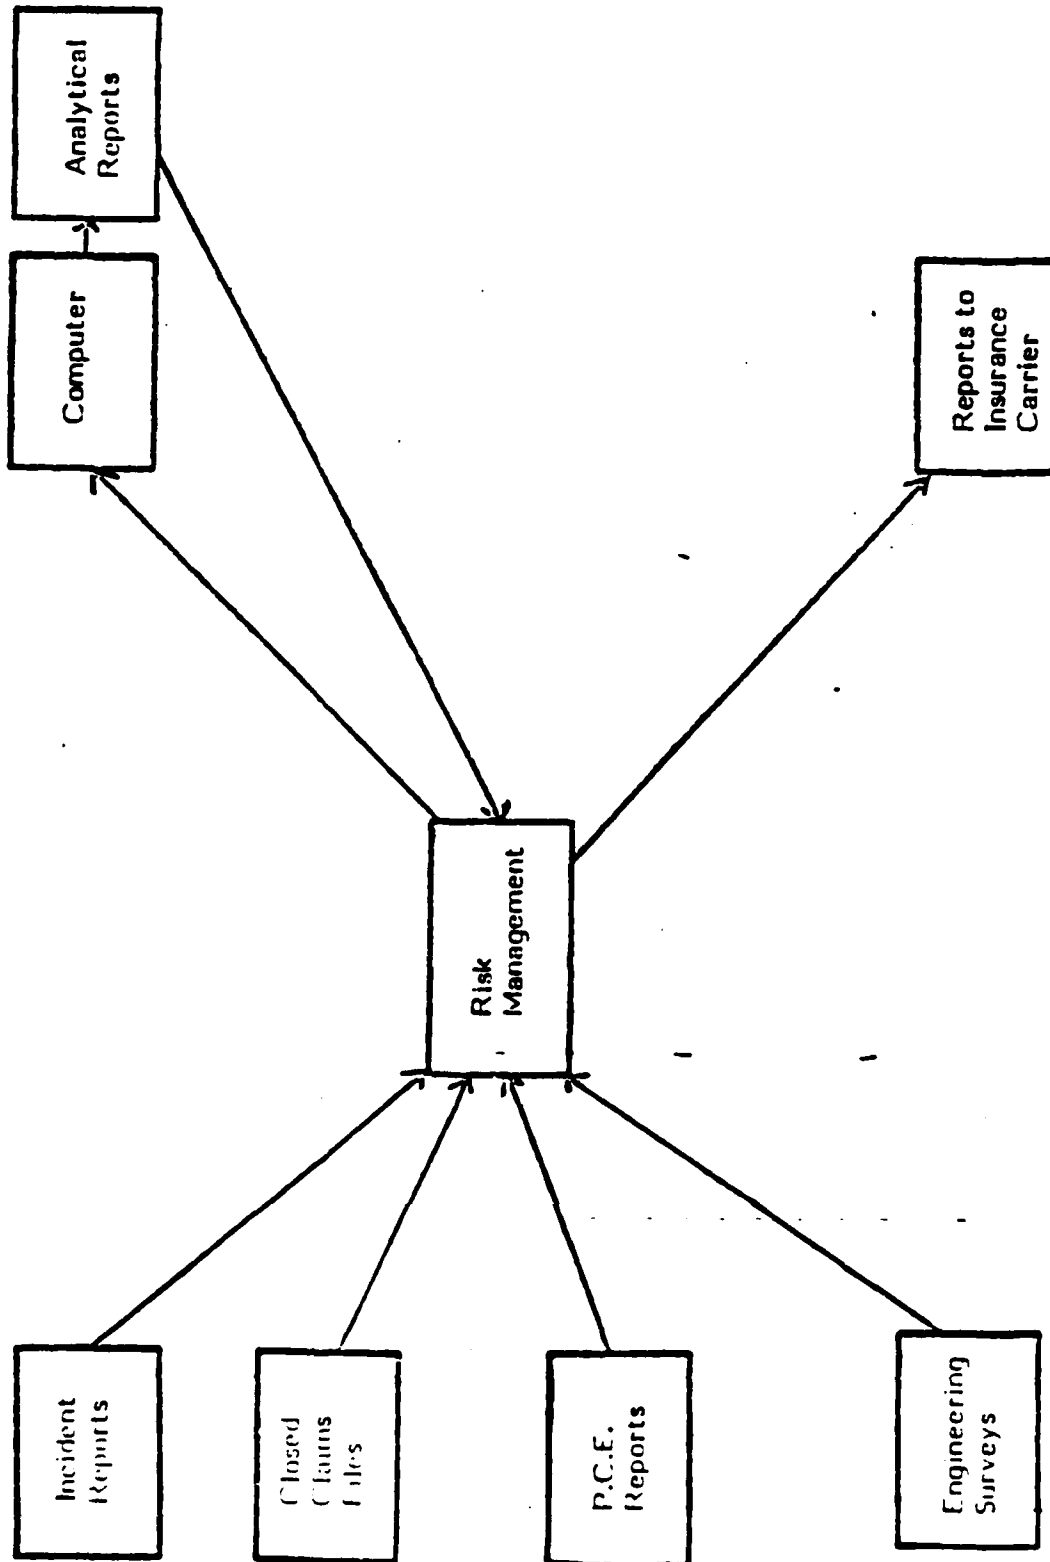 Incident
Reports
Closed
Claims
Files
P.C.E.
Reports
Engineering
Surveys
Risk
Management
Computer
Analytical
Reports
Reports to
Insurance
Carrier